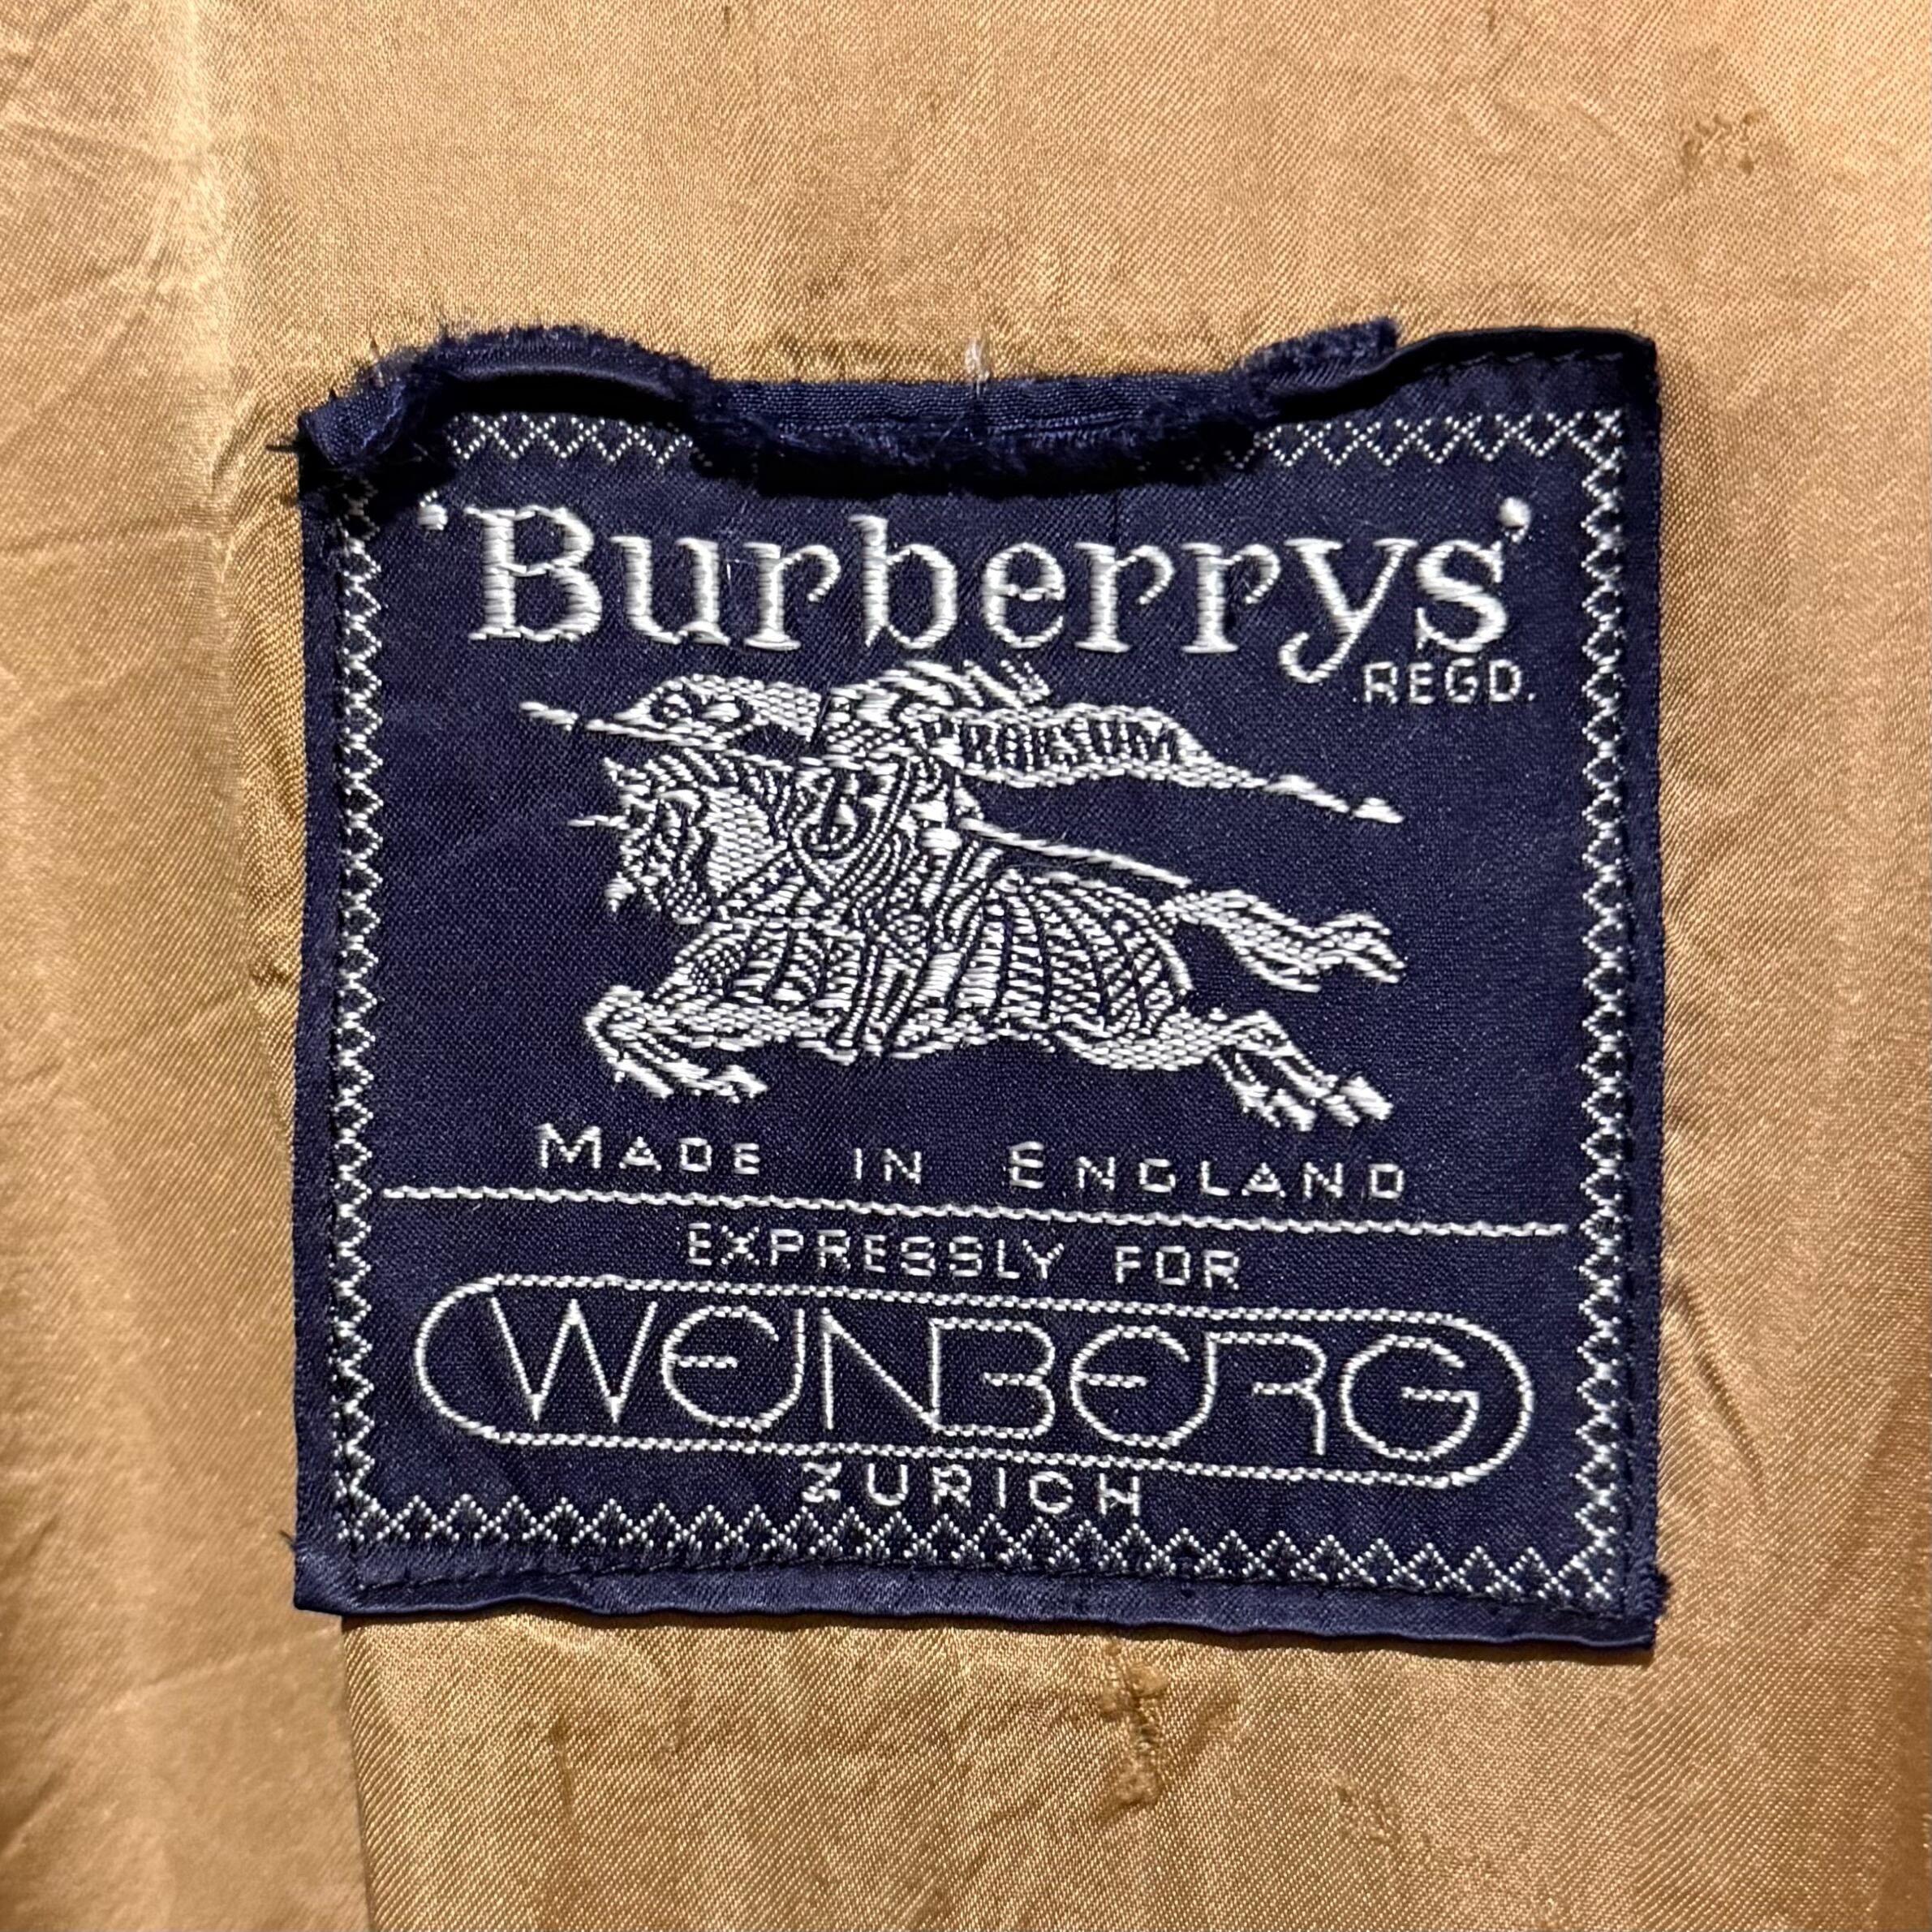 'Burberrys'
REGD.
PRORSUM
MADE IN ENGLAND
EXPRESSLY FOR
WEINBERG
ZURICH